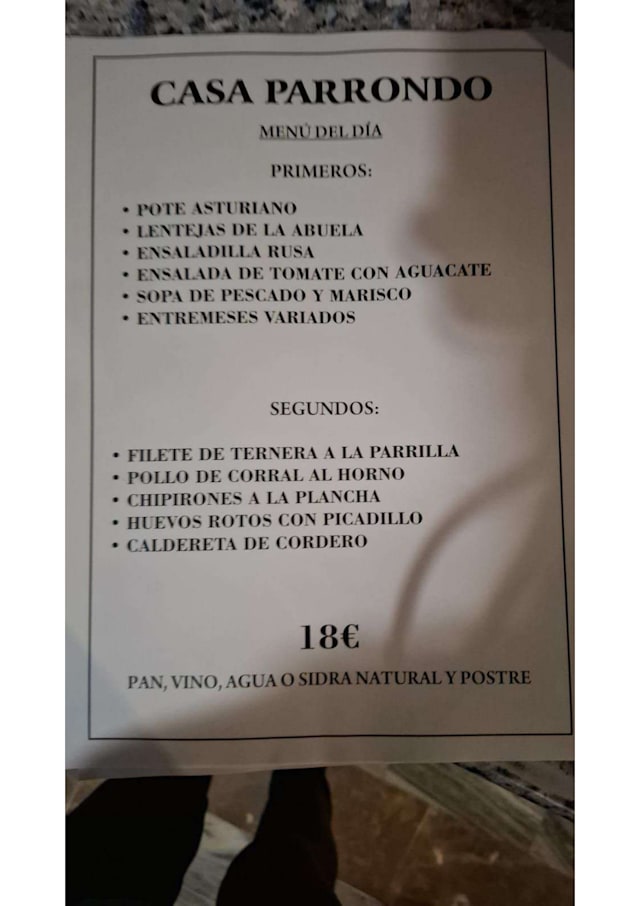 CASA PARRONDO
MENÚ DEL DÍA
PRIMEROS:
• POTE ASTURIANO
• LENTEJAS DE LA ABUELA
• ENSALADILLA RUSA
• ENSALADA DE TOMATE CON AGUACATE
• SOPA DE PESCADO Y MARISCO
• ENTREMESES VARIADOS
SEGUNDOS:
• FILETE DE TERNERA A LA PARRILLA
• POLLO DE CORRAL AL HORNO
• CHIPIRONES A LA PLANCHA
• HUEVOS ROTOS CON PICADILLO
• CALDERETA DE CORDERO
18€
PAN, VINO, AGUA O SIDRA NATURAL Y POSTRE